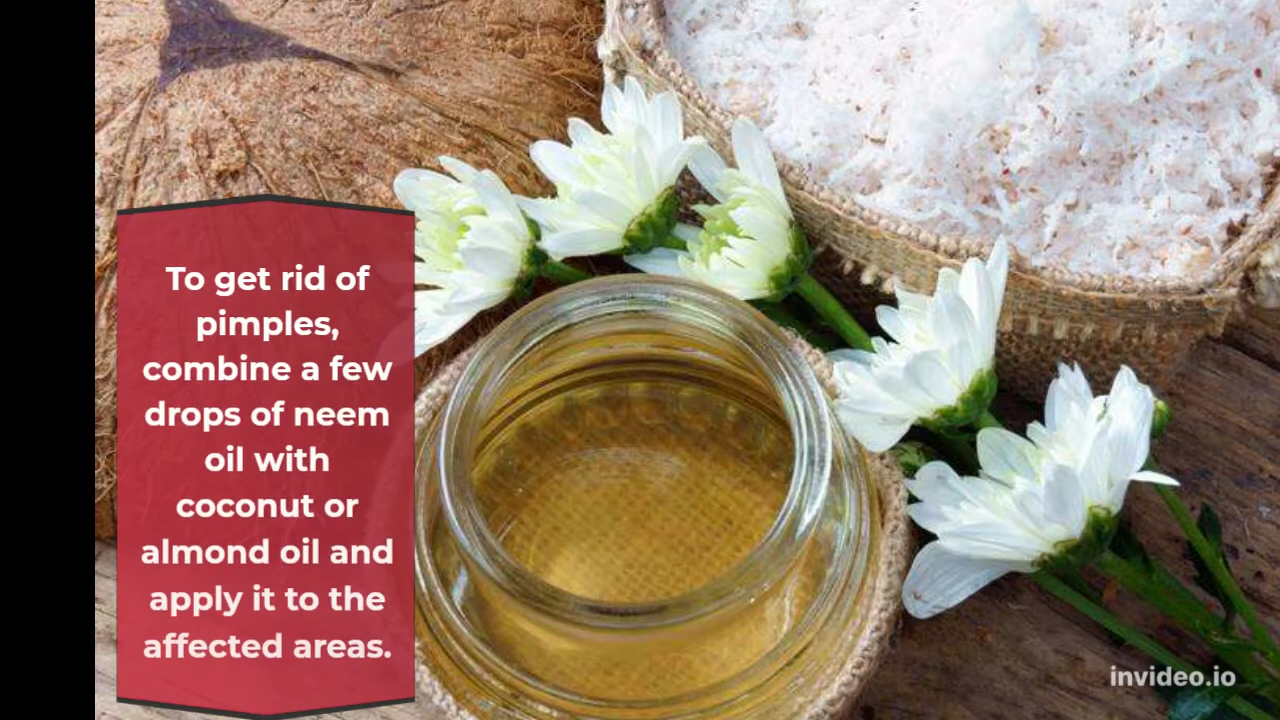 To get rid of
pimples,
combine a few
drops of neem
oil with
coconut or
almond oil and
apply it to the
affected areas.
invideo.io